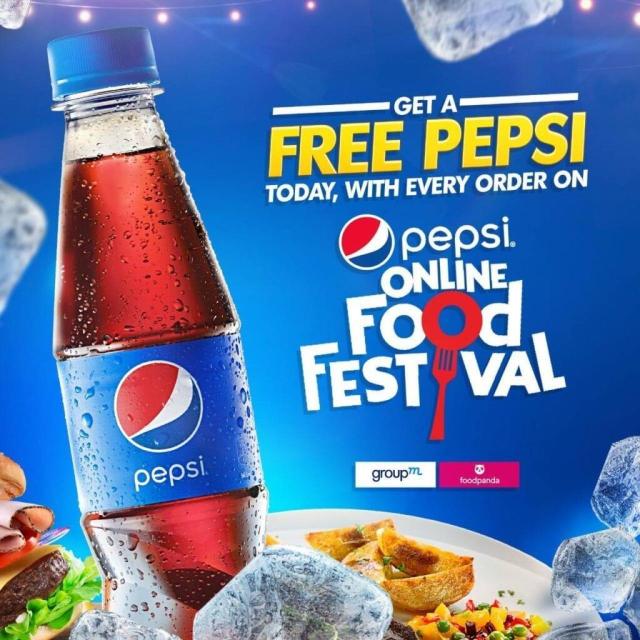 GET A
FREE PEPSI
TODAY, WITH EVERY ORDER ON
pepsi
ONLINE
FOOd
FESTIVAL
pepsi
groupm
foodpanda